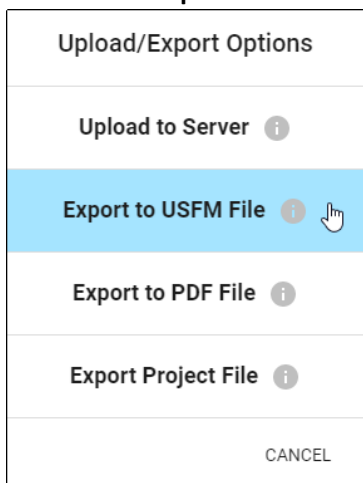 Upload/Export Options
Upload to Server
Export to USFM File
Export to PDF File
Export Project File
CANCEL